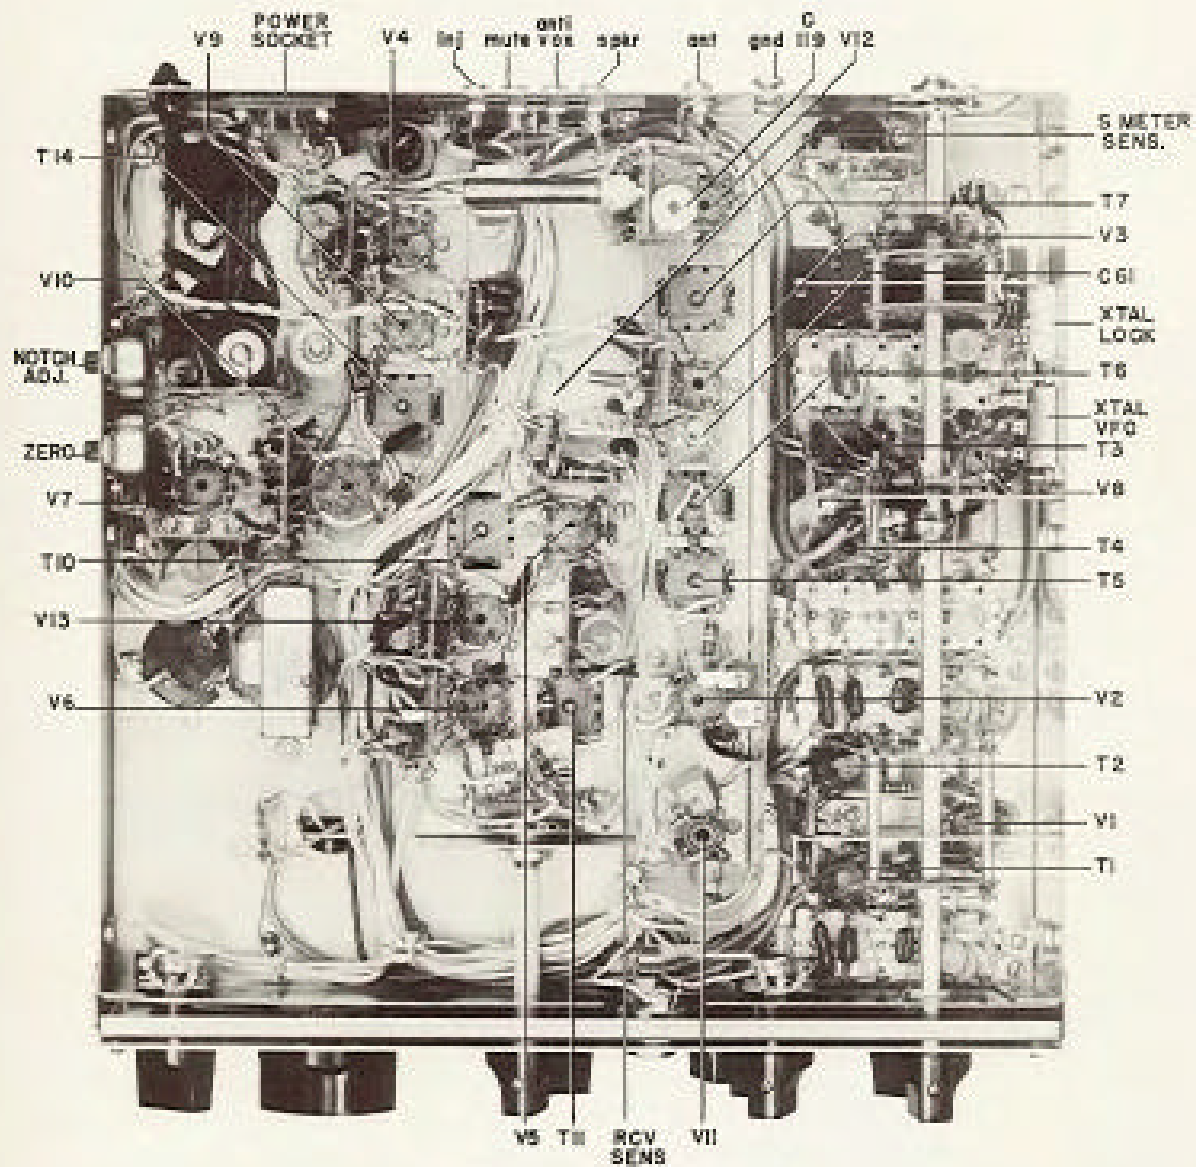 V9
POWER
SOCKET
V4
inj
mute
anti
vox
spkr
ant
gnd
C
119
V12
S METER
SENS.
T14
T7
V3
V10
C61
XTAL
LOCK
NOTCH
ADJ.
T6
XTAL
VFO
ZERO
T3
V7
V8
T10
T4
T5
V13
V6
V2
T2
V1
T1
V5
T11
RCV
SENS
V11